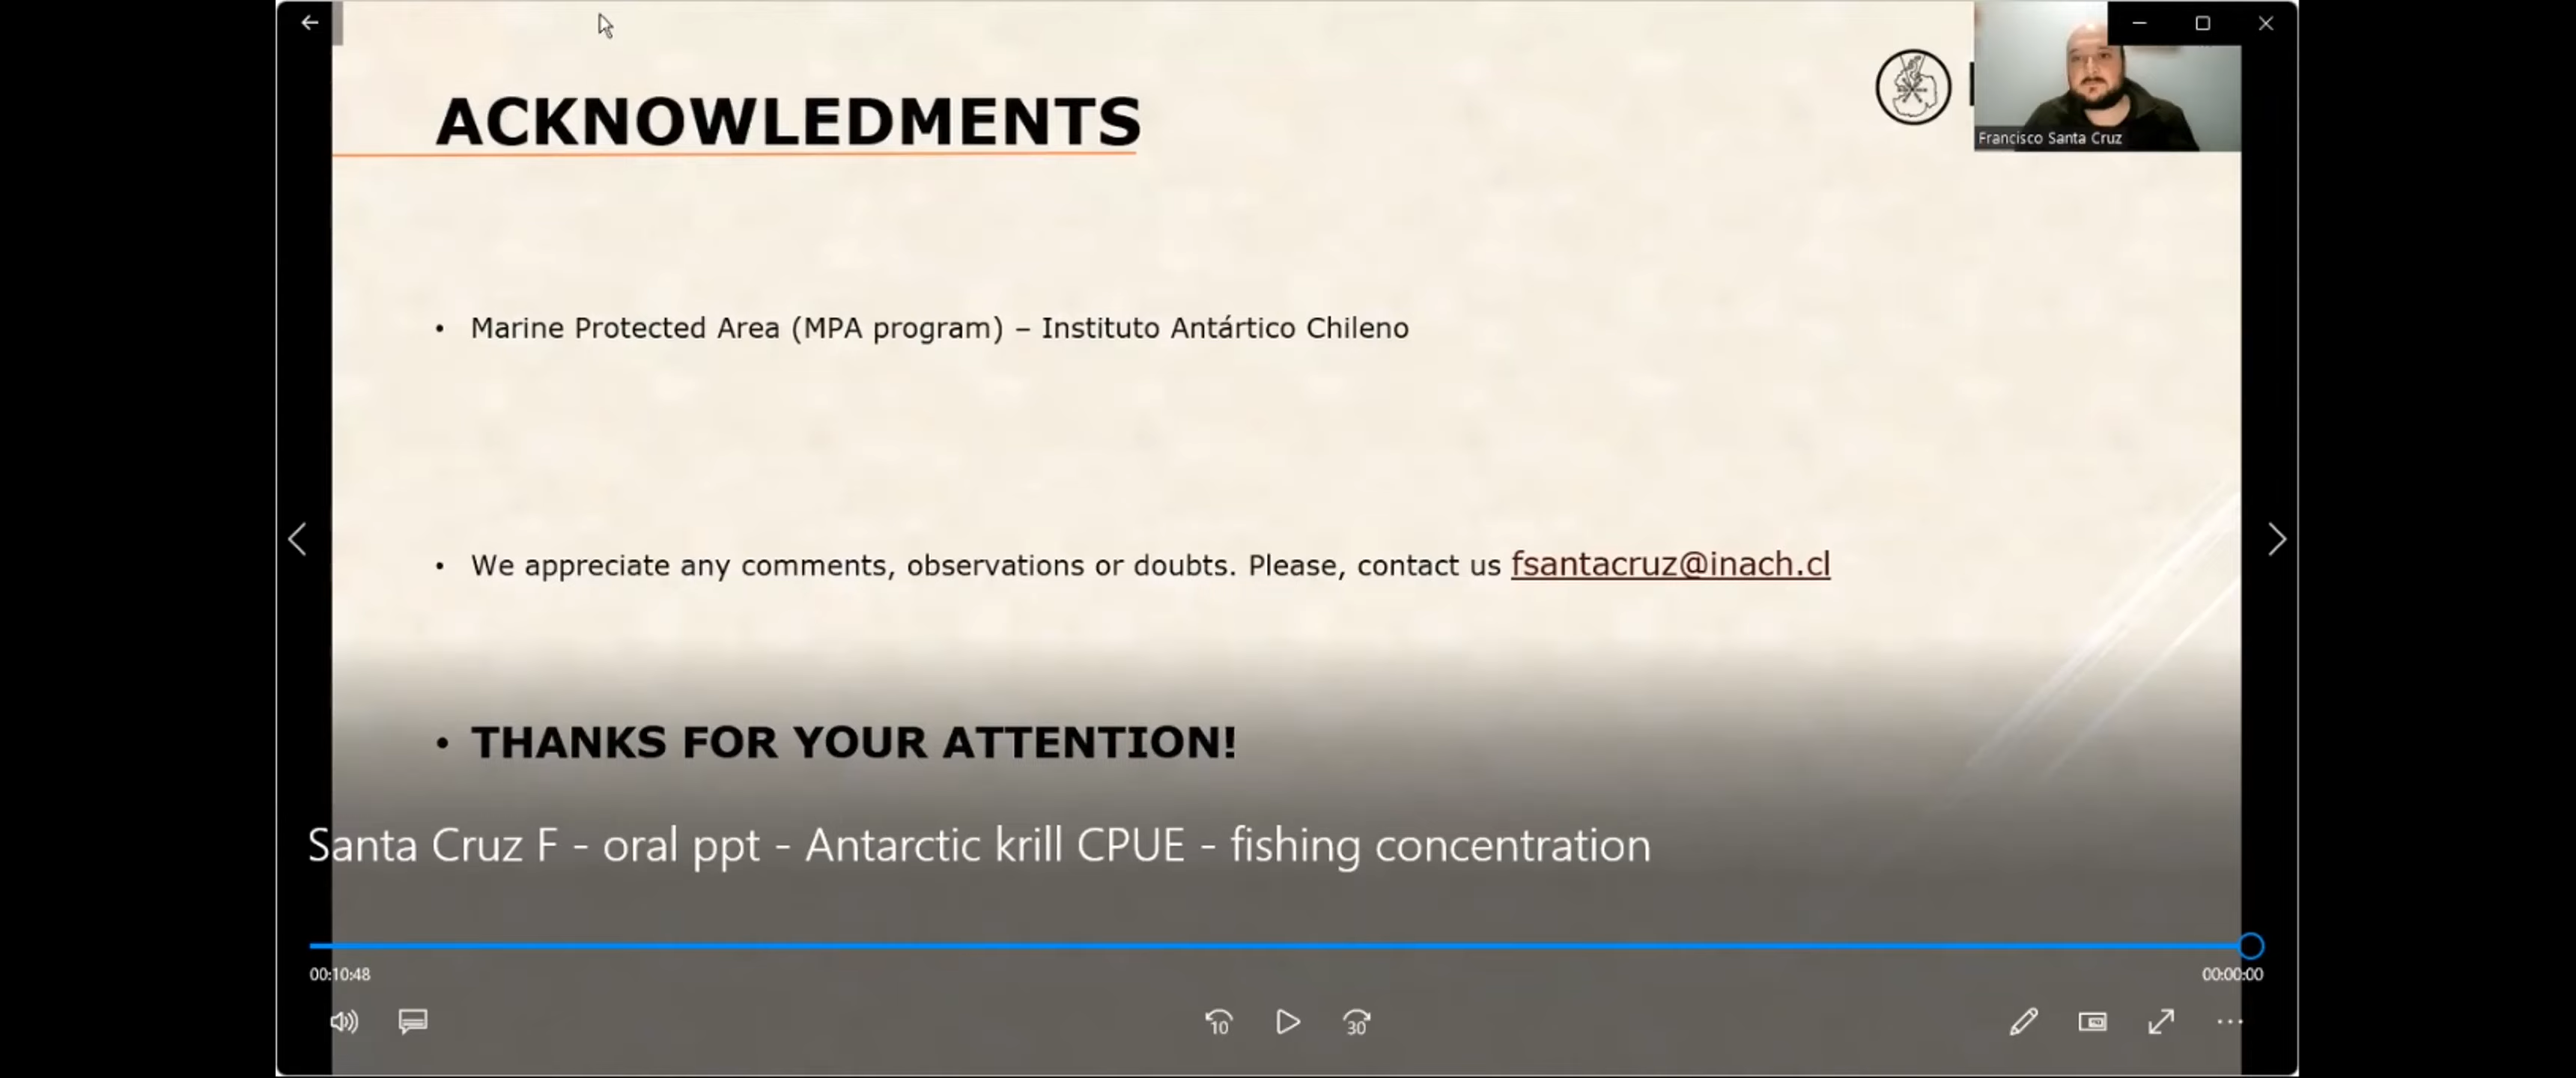 ACKNOWLEDMENTS
Francisco Santa Cruz
• Marine Protected Area (MPA program) – Instituto Antártico Chileno
• We appreciate any comments, observations or doubts. Please, contact us fsantacruz@inach.cl
• THANKS FOR YOUR ATTENTION!
Santa Cruz F - oral ppt - Antarctic krill CPUE - fishing concentration
00:10:48 00:00:00
10 30